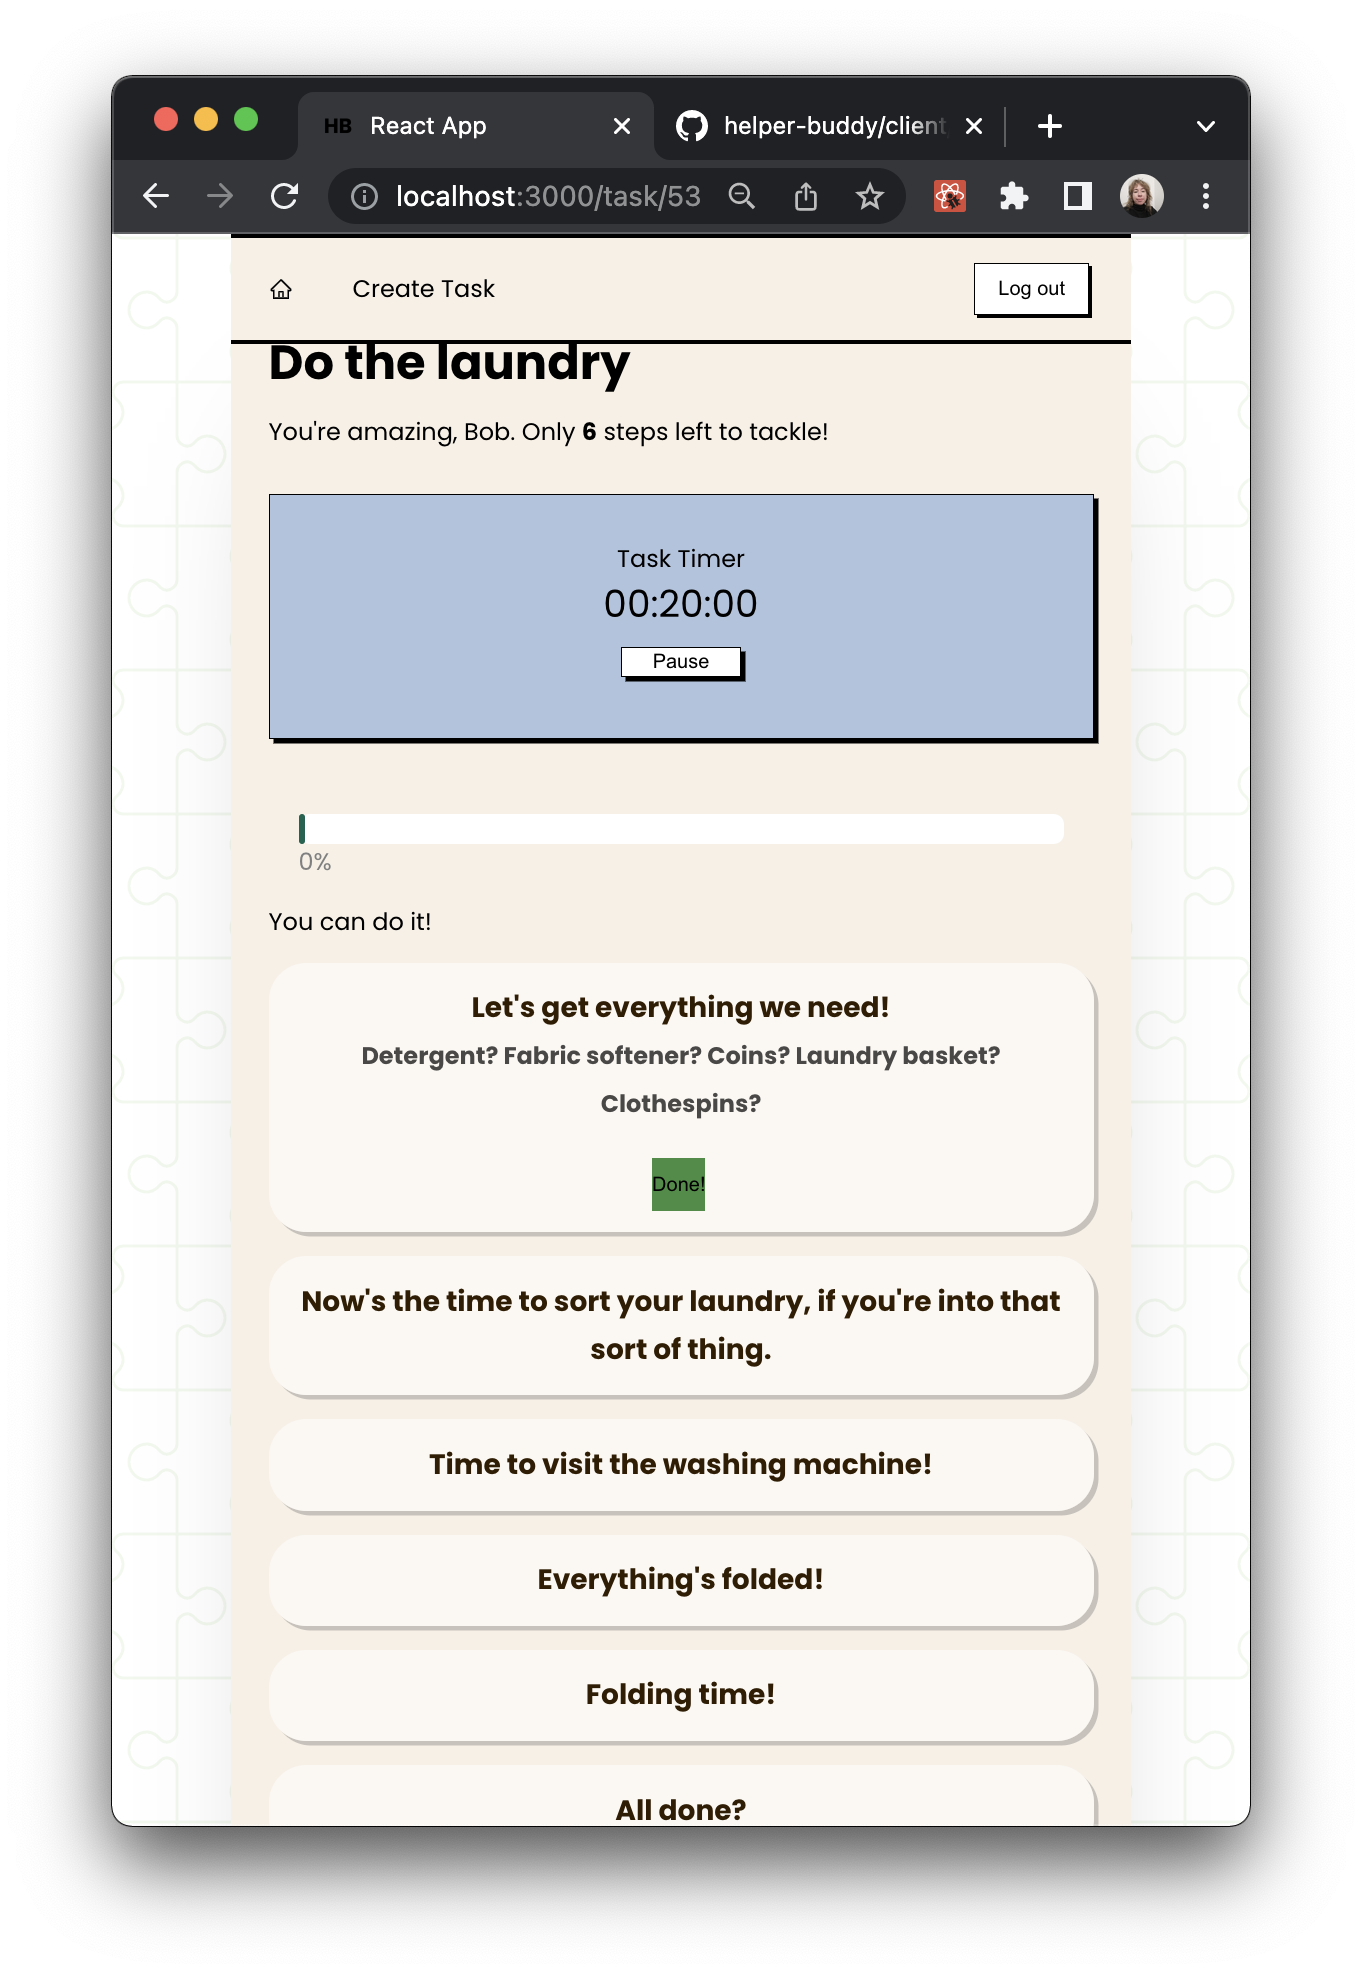 HB React App
helper-buddy/client
localhost:3000/task/53
Create Task
Log out
Do the laundry
You're amazing, Bob. Only 6 steps left to tackle!
Task Timer
00:20:00
Pause
0%
You can do it!
Let's get everything we need!
Detergent? Fabric softener? Coins? Laundry basket?
Clothespins?
Done!
Now's the time to sort your laundry, if you're into that
sort of thing.
Time to visit the washing machine!
Everything's folded!
Folding time!
All done?